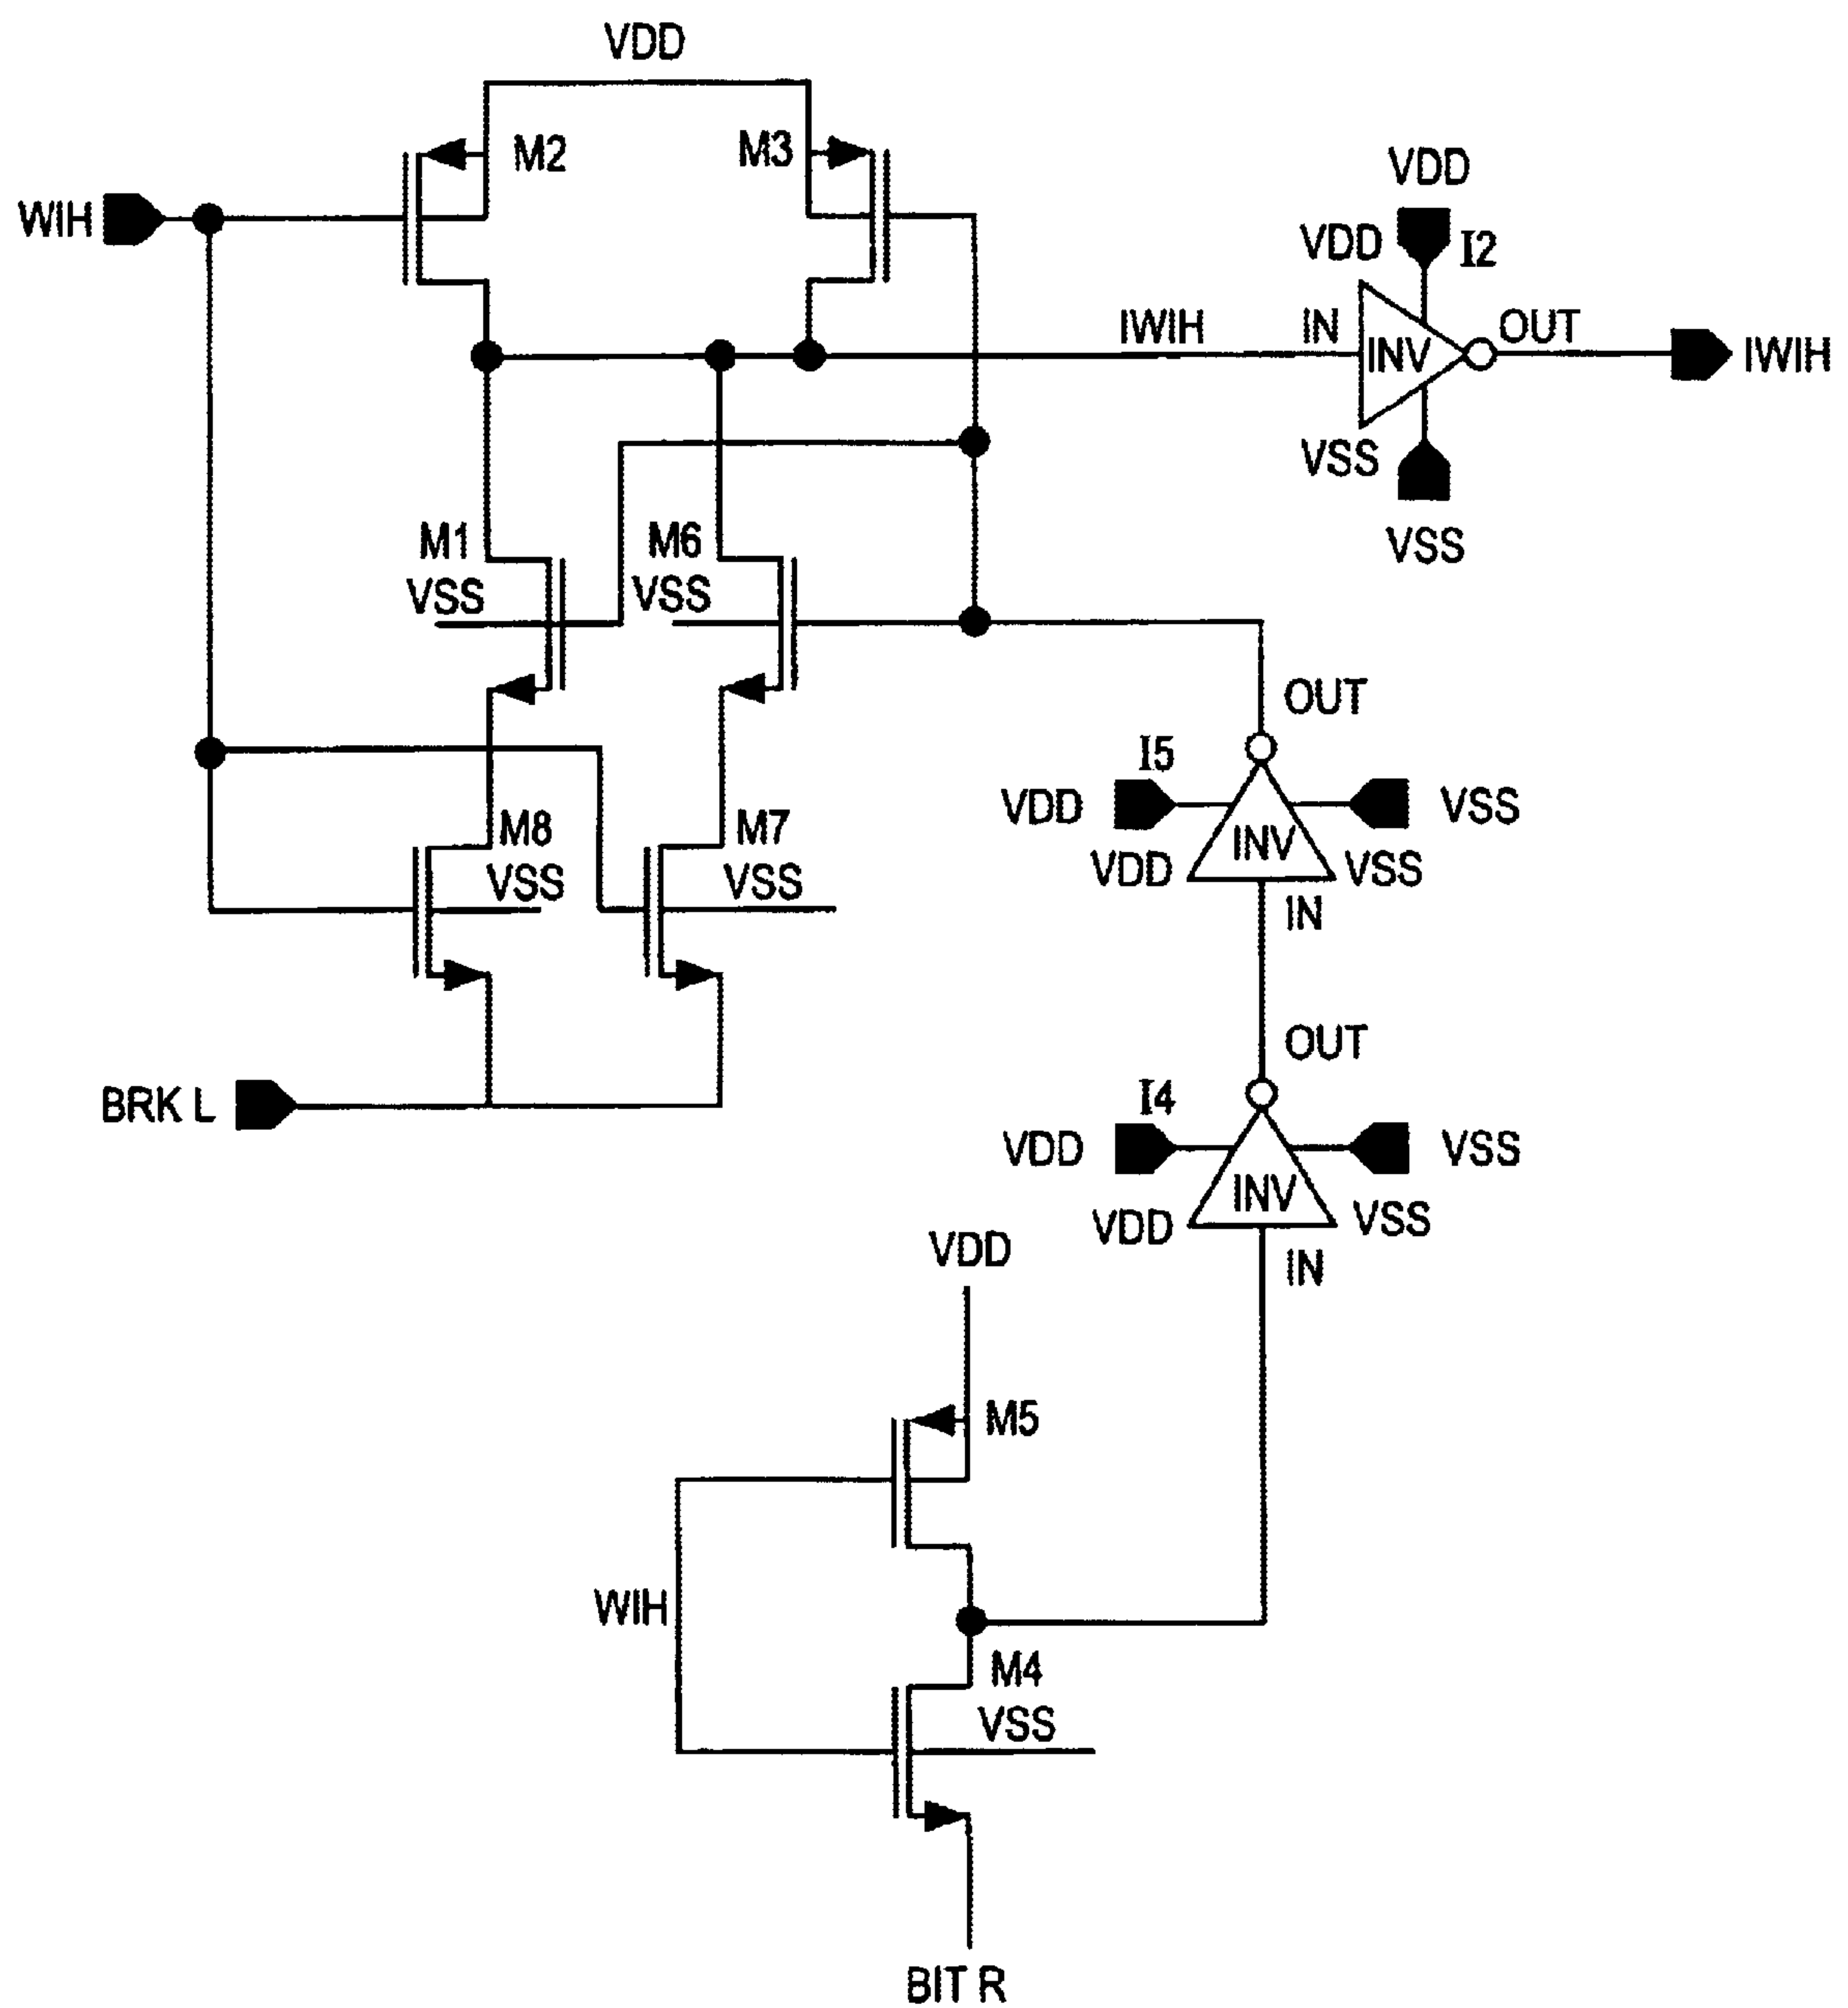 VDD
M2
M3
WIH
VDD
VDD
I2
IWIH
IN
INV
OUT
IWIH
VSS
VSS
M1
VSS
M6
VSS
OUT
I5
VDD
VSS
INV
VDD
VSS
IN
M8
VSS
M7
VSS
BRK L
OUT
I4
VDD
VSS
INV
VDD
VSS
IN
VDD
M5
WIH
M4
VSS
BIT R